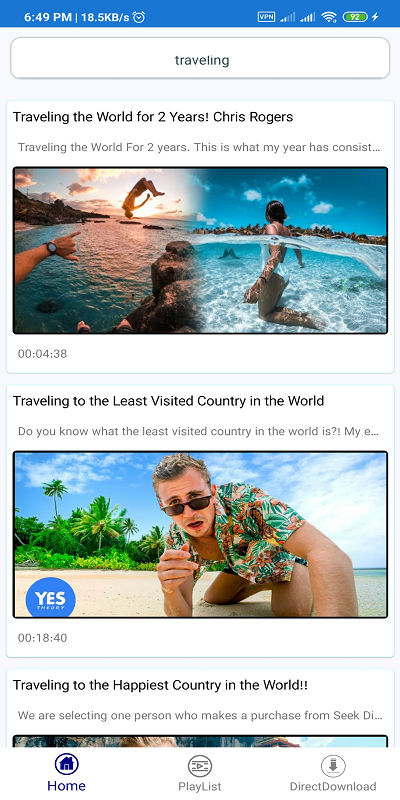 6:49 PM | 18.5KB/s VPN 92
traveling
Traveling the World for 2 Years! Chris Rogers
Traveling the World For 2 years. This is what my year has consist...
00:04:38
Traveling to the Least Visited Country in the World
Do you know what the least visited country in the world is?! My e...
YES
THEORY
00:18:40
Traveling to the Happiest Country in the World!!
We are selecting one person who makes a purchase from Seek Di...
Home PlayList DirectDownload